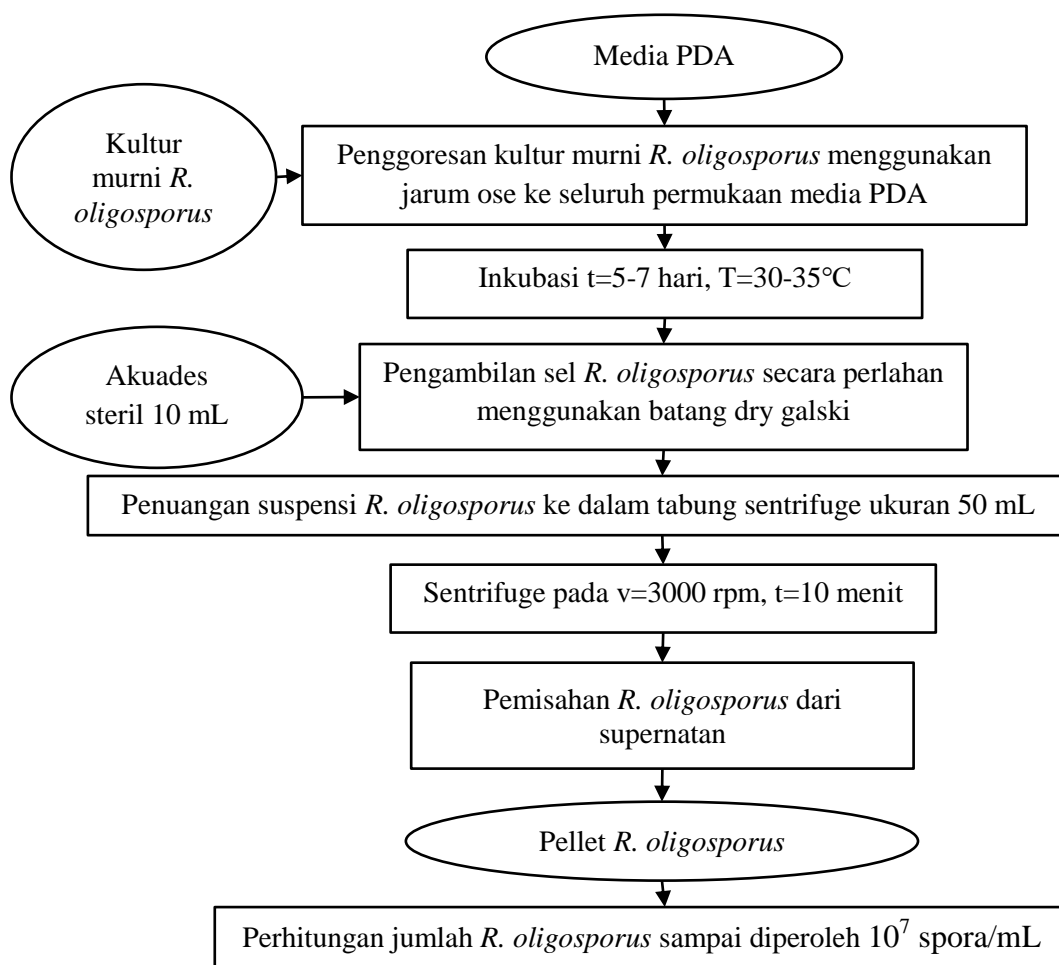 Media PDA
Kultur
murni R.
oligosporus
Penggoresan kultur murni R. oligosporus menggunakan
jarum ose ke seluruh permukaan media PDA
Inkubasi t=5-7 hari, T=30-35°C
Akuades
steril 10 mL
Pengambilan sel R. oligosporus secara perlahan
menggunakan batang dry galski
Penuangan suspensi R. oligosporus ke dalam tabung sentrifuge ukuran 50 mL
Sentrifuge pada v=3000 rpm, t=10 menit
Pemisahan R. oligosporus dari
supernatan
Pellet R. oligosporus
Perhitungan jumlah R. oligosporus sampai diperoleh 10⁷ spora/mL